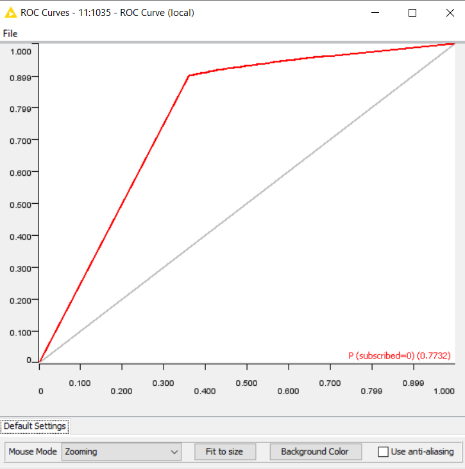 ROC Curves - 11:1035 - ROC Curve (local)
File
1.000
0.899
0.799
0.700
0.600
0.500
0.400
0.300
0.200
0.100
0
P (subscribed=0) (0.7732)
0 0.100 0.200 0.300 0.400 0.500 0.600 0.700 0.799 0.899 1.000
Default Settings
Mouse Mode Zooming Fit to size Background Color Use anti-aliasing